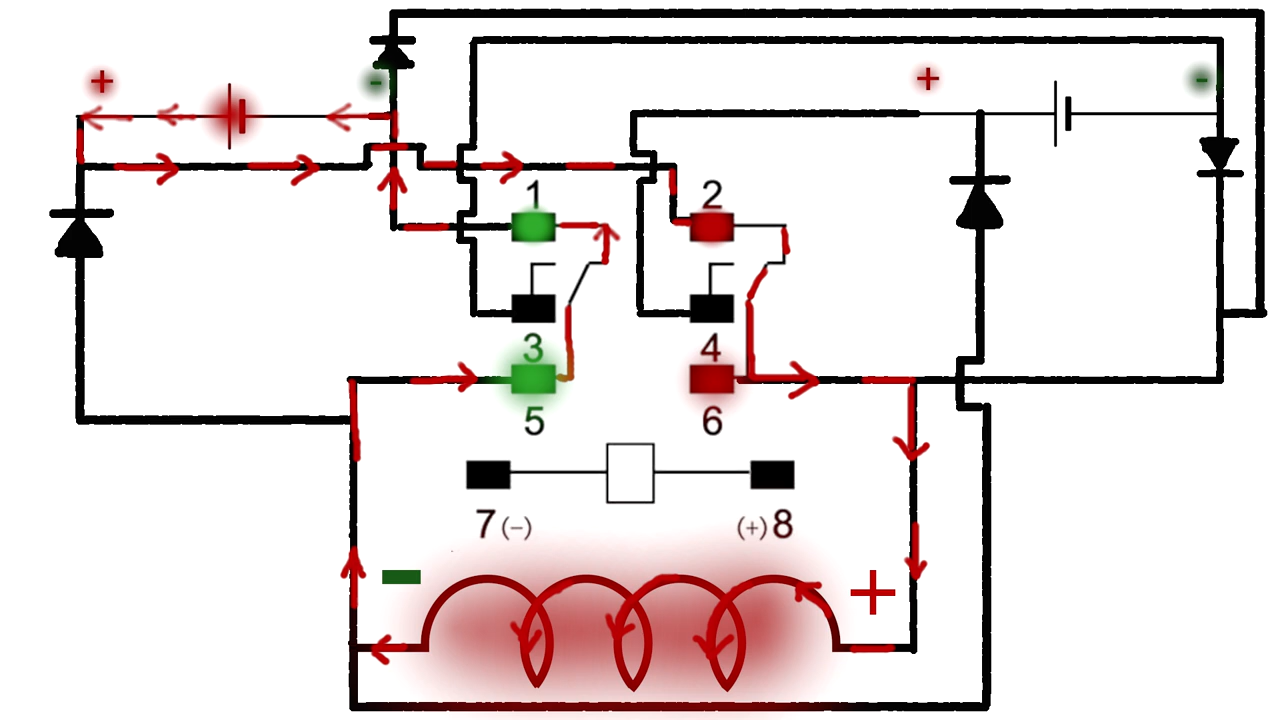 + - + -
1 2
3 4
5 6
7 (−) (+) 8
- +